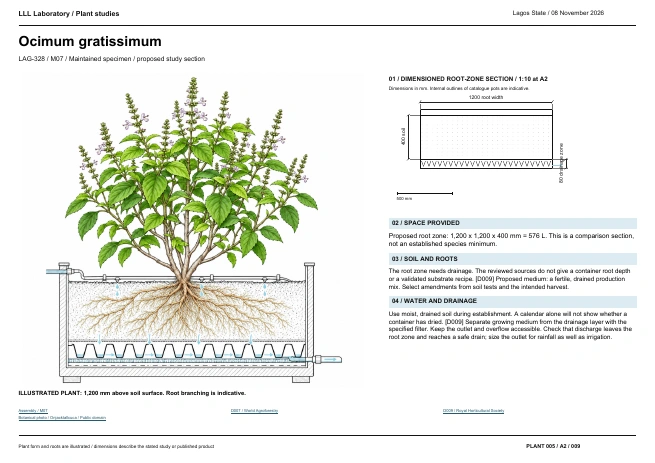 LLL Laboratory / Plant studies
Lagos State / 08 November 2026
Ocimum gratissimum
LAG-328 / M07 / Maintained specimen / proposed study section
01 / DIMENSIONED ROOT-ZONE SECTION / 1:10 at A2
Dimensions in mm. Internal outlines of catalogue pots are indicative.
1200 root width
400 soil
80 drainage zone
500 mm
02 / SPACE PROVIDED
Proposed root zone: 1,200 x 1,200 x 400 mm = 576 L. This is a comparison section,
not an established species minimum.
03 / SOIL AND ROOTS
The root zone needs drainage. The reviewed sources do not give a container root depth
or a validated substrate recipe. [D009] Proposed medium: a fertile, drained production
mix. Select amendments from soil tests and the intended harvest.
04 / WATER AND DRAINAGE
Use moist, drained soil during establishment. A calendar alone will not show whether a
container has dried. [D009] Separate growing medium from the drainage layer with the
specified filter. Keep the outlet and overflow accessible. Check that discharge leaves the
root zone and reaches a safe drain; size the outlet for rainfall as well as irrigation.
ILLUSTRATED PLANT: 1,200 mm above soil surface. Root branching is indicative.
Assembly / M07
/ World Agroforestry
/ Royal Horticultural Society
Botanical photo / / Public domain
Plant form and roots are illustrated / dimensions describe the stated study or published product
PLANT 005 / A2 / 009